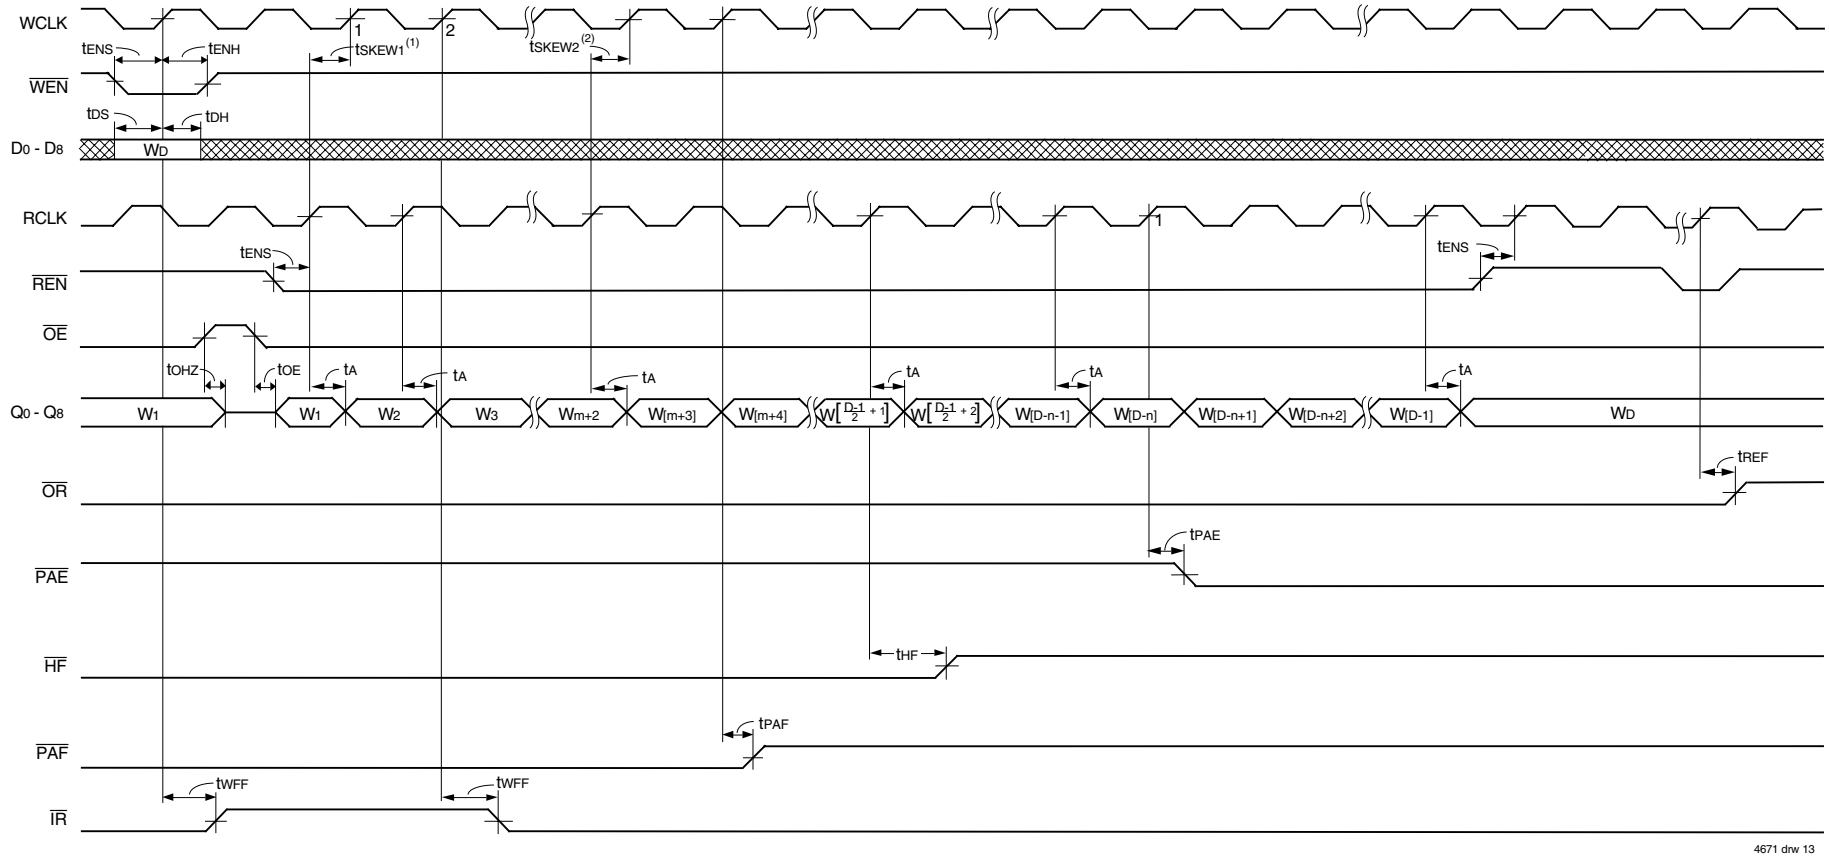 WCLK
1
2
tENS
tENH
tSKEW1(1)
tSKEW2(2)
WEN
tDS
tDH
D0 - D8
WD
RCLK
1
tENS
tENS
REN
OE
tOHZ
tOE
tA
tA
tA
tA
tA
tA
Q0 - Q8
W1
W1
W2
W3
Wm+2
W[m+3]
W[m+4]
W[D-1/2 + 1]
W[D-1/2 + 2]
W[D-n-1]
W[D-n]
W[D-n+1]
W[D-n+2]
W[D-1]
WD
tREF
OR
tPAE
PAE
tHF
HF
tPAF
PAF
tWFF
tWFF
IR
4671 drw 13